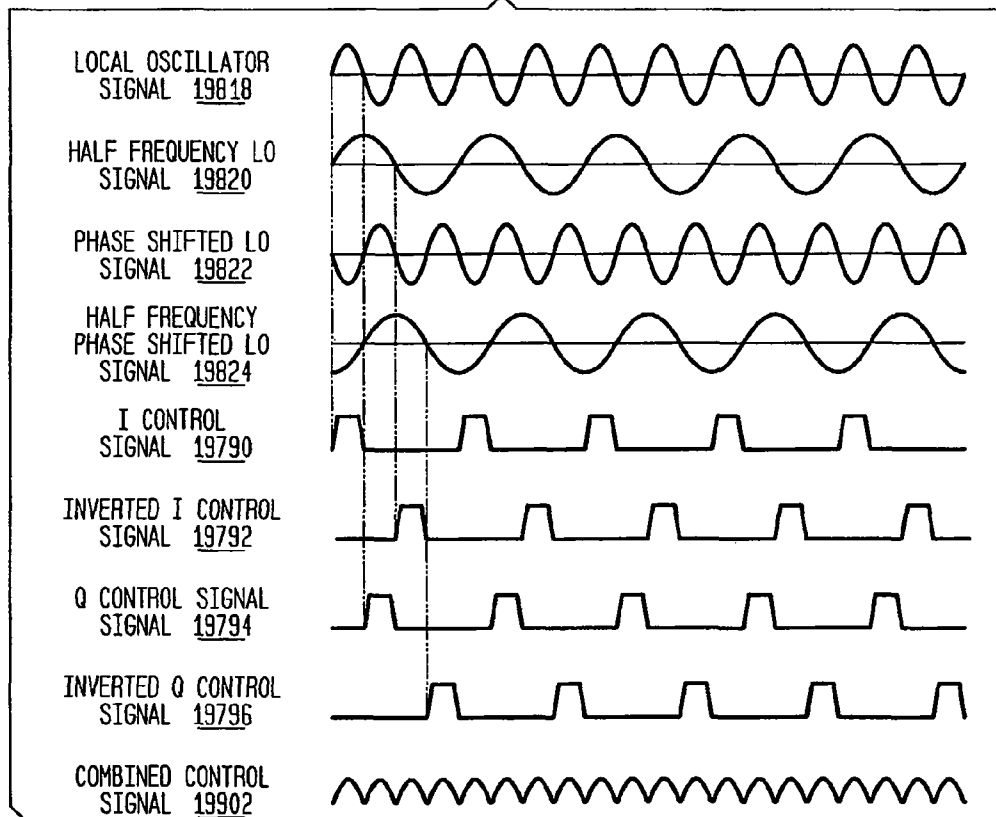 LOCAL OSCILLATOR
SIGNAL 19818
HALF FREQUENCY LO
SIGNAL 19820
PHASE SHIFTED LO
SIGNAL 19822
HALF FREQUENCY
PHASE SHIFTED LO
SIGNAL 19824
I CONTROL
SIGNAL 19790
INVERTED I CONTROL
SIGNAL 19792
Q CONTROL SIGNAL
SIGNAL 19794
INVERTED Q CONTROL
SIGNAL 19796
COMBINED CONTROL
SIGNAL 19902